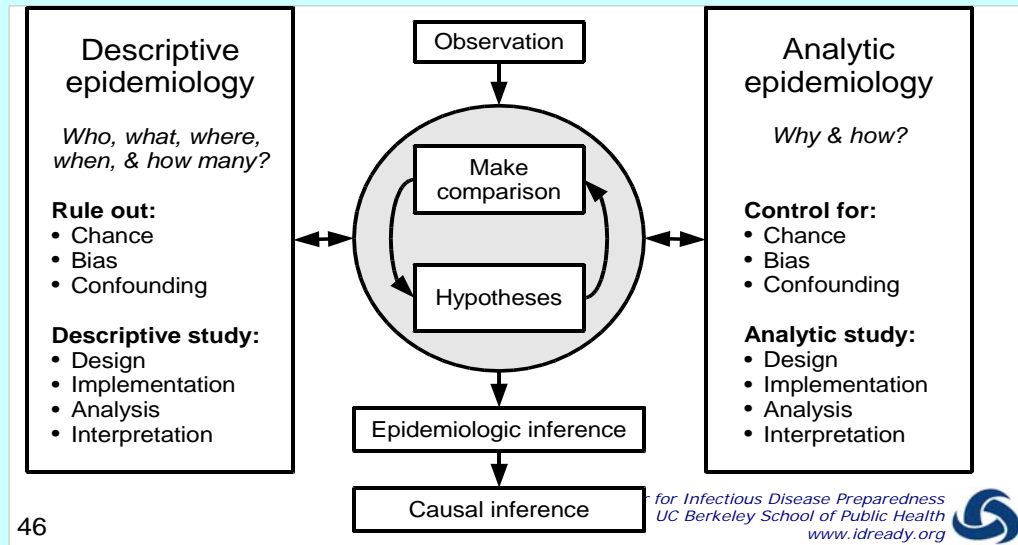 Descriptive
epidemiology
Who, what, where,
when, & how many?
Rule out:
• Chance
• Bias
• Confounding
Descriptive study:
• Design
• Implementation
• Analysis
• Interpretation
Observation
Make
comparison
Hypotheses
Epidemiologic inference
Causal inference
Analytic
epidemiology
Why & how?
Control for:
• Chance
• Bias
• Confounding
Analytic study:
• Design
• Implementation
• Analysis
• Interpretation
for Infectious Disease Preparedness
UC Berkeley School of Public Health
www.idready.org
46